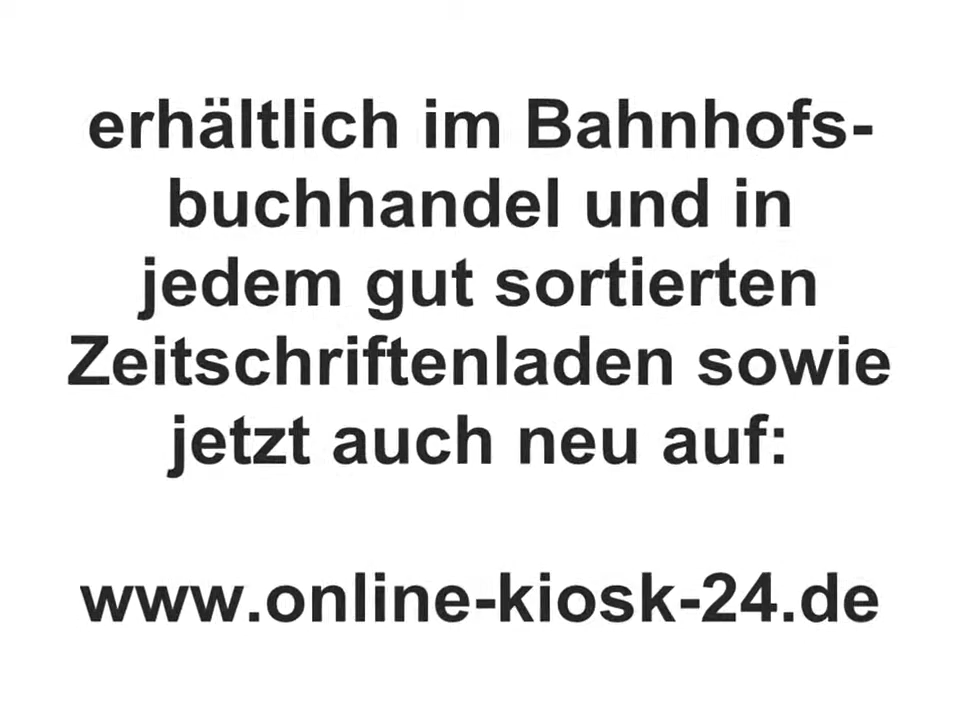 erhältlich im Bahnhofs-
buchhandel und in
jedem gut sortierten
Zeitschriftenladen sowie
jetzt auch neu auf:
www.online-kiosk-24.de